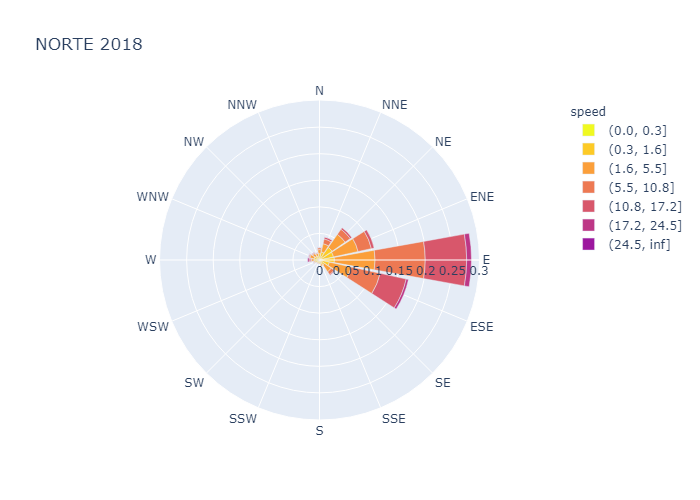 NORTE 2018
N
NNE
NE
ENE
E
ESE
SE
SSE
S
SSW
SW
WSW
W
WNW
NW
NNW
0 0.05 0.1 0.15 0.2 0.25 0.3
speed
(0.0, 0.3]
(0.3, 1.6]
(1.6, 5.5]
(5.5, 10.8]
(10.8, 17.2]
(17.2, 24.5]
(24.5, inf]